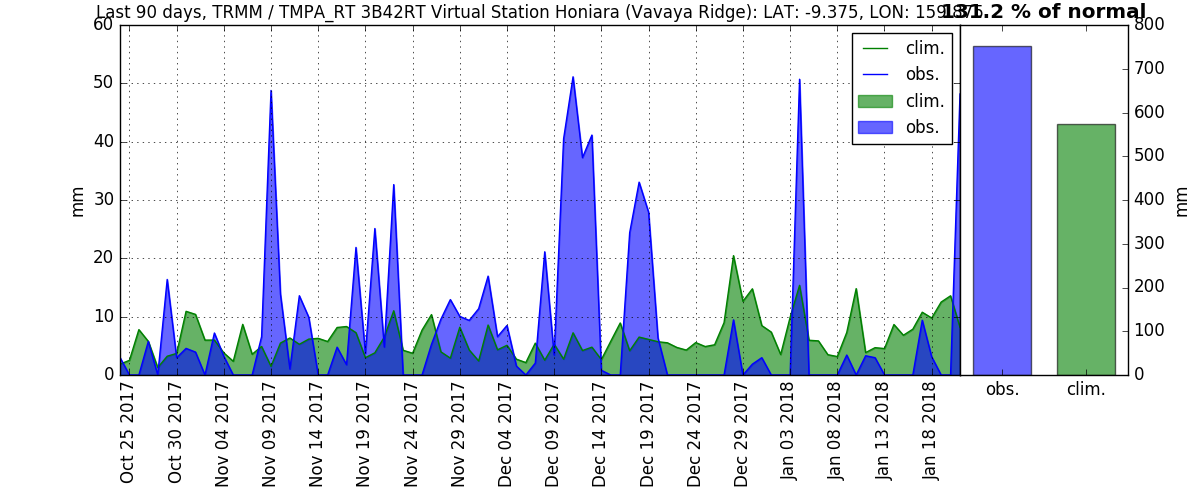 Last 90 days, TRMM / TMPA_RT 3B42RT Virtual Station Honiara (Vavaya Ridge): LAT: -9.375, LON:
131.2 % of normal
60
50
40
30
20
10
0
mm
clim.
obs.
clim.
obs.
800
700
600
500
400
300
200
100
0
mm
Oct 25 2017
Oct 30 2017
Nov 04 2017
Nov 09 2017
Nov 14 2017
Nov 19 2017
Nov 24 2017
Nov 29 2017
Dec 04 2017
Dec 09 2017
Dec 14 2017
Dec 19 2017
Dec 24 2017
Dec 29 2017
Jan 03 2018
Jan 08 2018
Jan 13 2018
Jan 18 2018
obs.
clim.